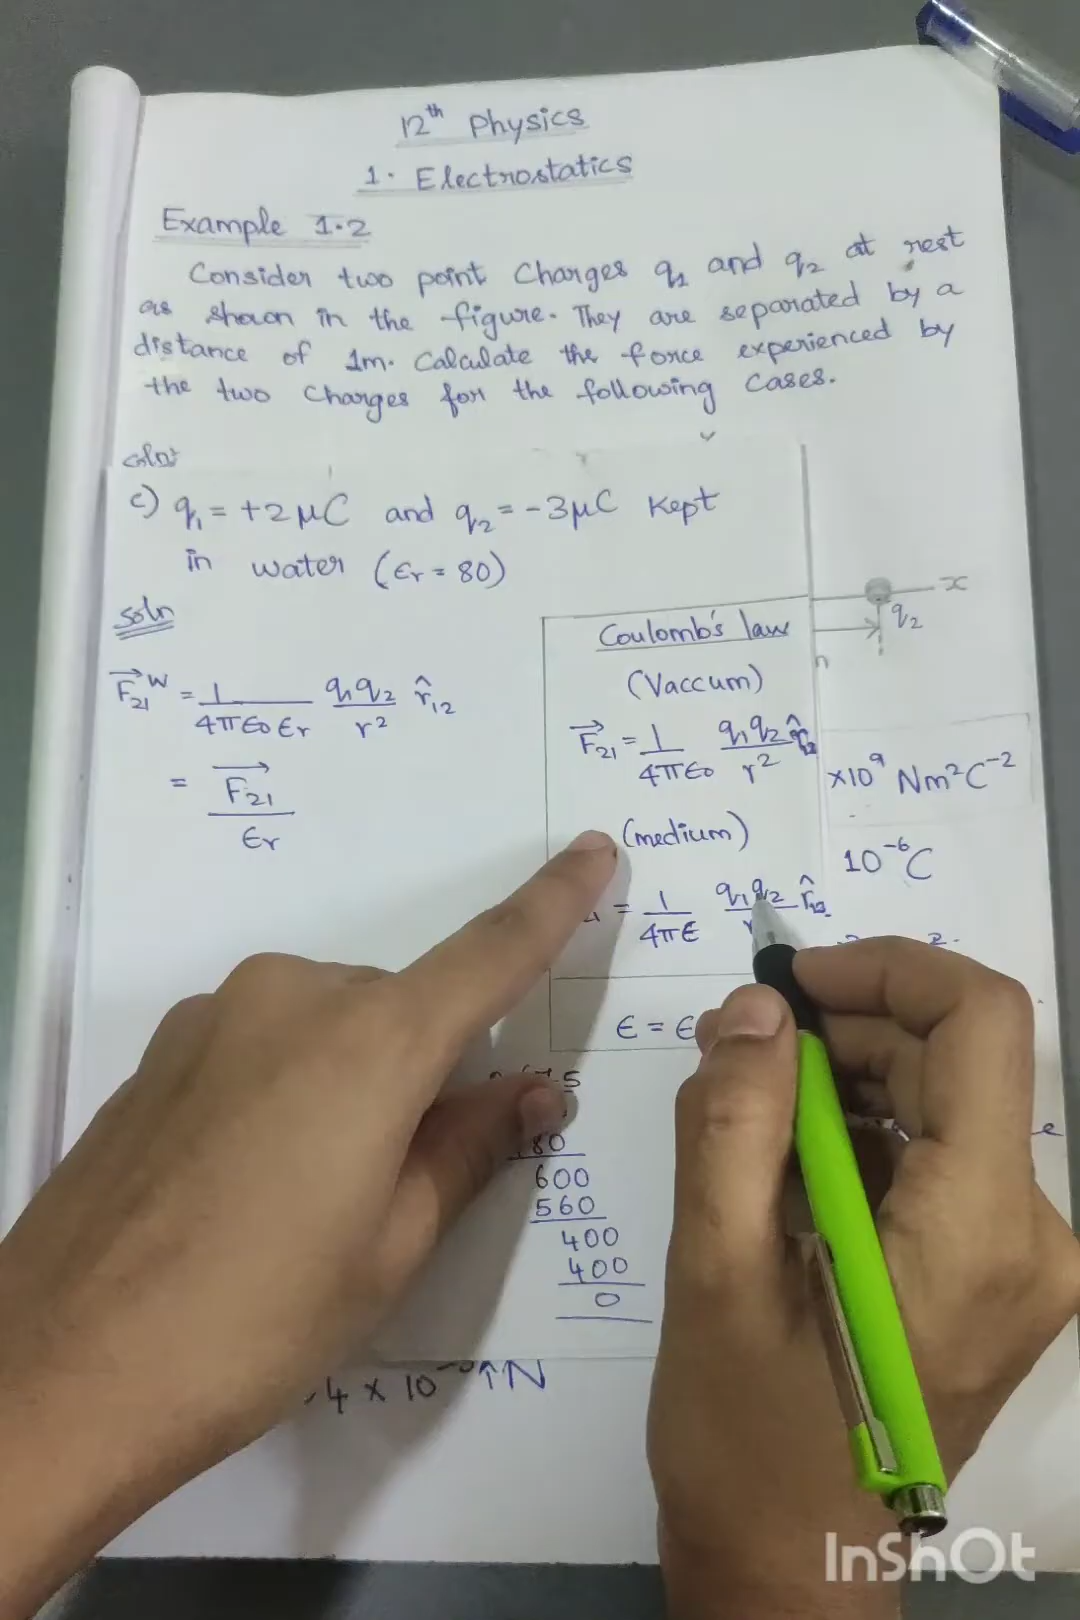 12th Physics
1. Electrostatics
Example 1.2
Consider two point Charges q1 and q2 at rest
as shown in the figure. They are separated by a
distance of 1m. Calculate the force experienced by
the two Charges for the following cases.
c) q1 = +2μC and q2 = -3μC Kept
in water (εr = 80)
Soln
F21^W = 1/4πε0εr q1q2/r² r̂12
= F21/εr
x
q2
Coulomb's law
(Vaccum)
F21 = 1/4πε0 q1q2/r² r̂12
×10⁹ Nm²C⁻²
(medium)
10⁻⁶C
= 1/4πε q1q2 r̂12
ε = ε
5
80
600
560
400
400
0
4 × 10 N
InShOt